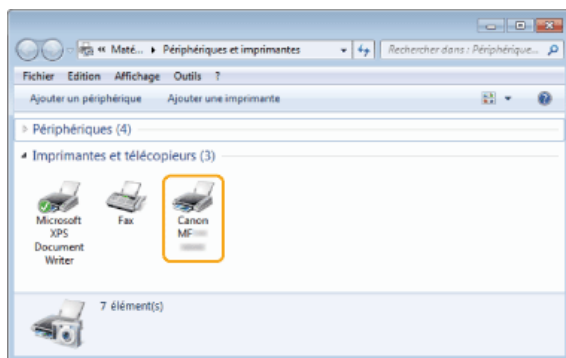 « Maté... ▸ Périphériques et imprimantes
Rechercher dans : Périphérique...
Fichier Edition Affichage Outils ?
Ajouter un périphérique Ajouter une imprimante
Périphériques (4)
Imprimantes et télécopieurs (3)
Microsoft
XPS
Document
Writer
Fax
Canon
MF
7 élément(s)